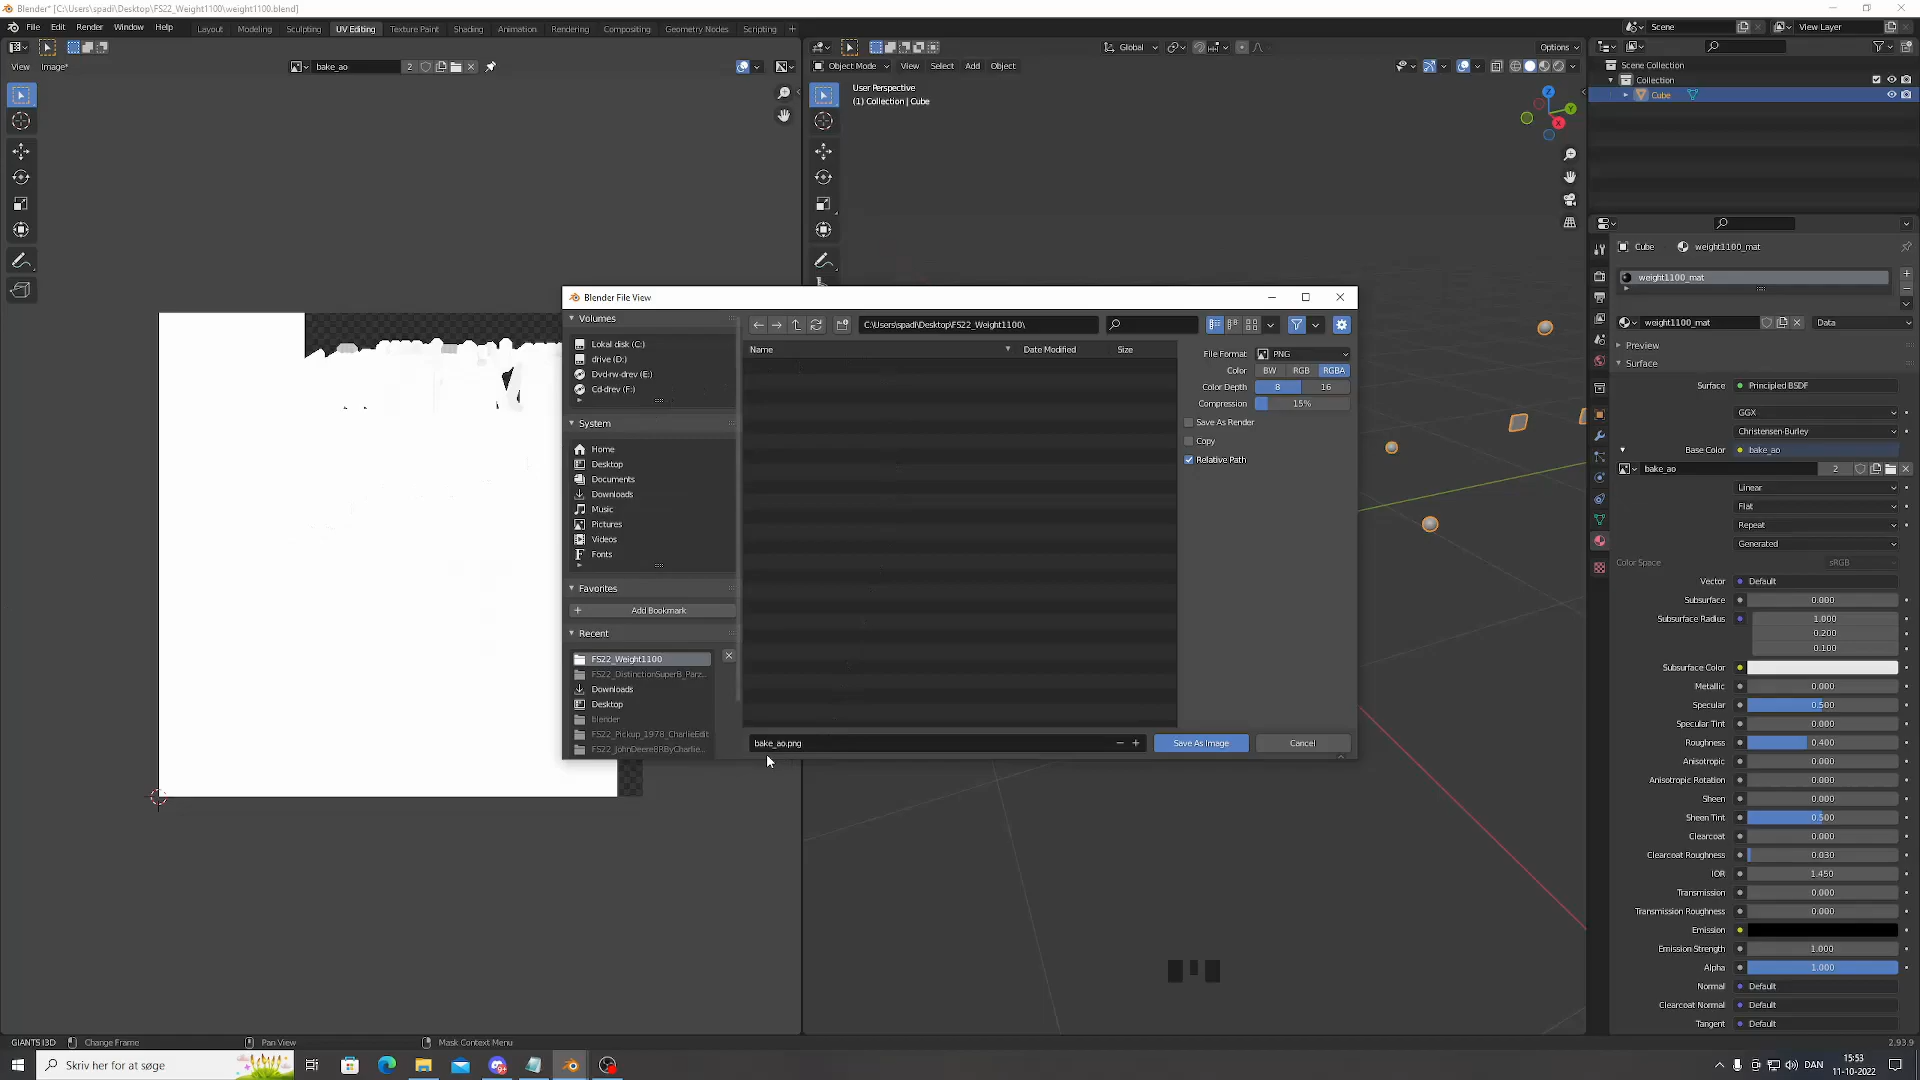 Blender* [C:\Users\spadi\Desktop\FS22_Weight1100\weight1100.blend]
File Edit Render Window Help Layout Modeling Sculpting UV Editing Texture Paint Shading Animation Rendering Compositing Geometry Nodes Scripting + Scene View Layer
Global Options
View Image* bake_ao 2 Object Mode View Select Add Object
User Perspective
(1) Collection | Cube
Scene Collection
Collection
Cube
Z
Y
X
Cube weight1100_mat
weight1100_mat
weight1100_mat Data
Preview
Surface
Surface Principled BSDF
GGX
Christensen-Burley
Base Color bake_ao
bake_ao 2
Linear
Flat
Repeat
Generated
Color Space sRGB
Vector Default
Subsurface 0.000
Subsurface Radius 1.000
0.200
0.100
Subsurface Color
Metallic 0.000
Specular 0.500
Specular Tint 0.000
Roughness 0.400
Anisotropic 0.000
Anisotropic Rotation 0.000
Sheen 0.000
Sheen Tint 0.500
Clearcoat 0.000
Clearcoat Roughness 0.030
IOR 1.450
Transmission 0.000
Transmission Roughness 0.000
Emission
Emission Strength 1.000
Alpha 1.000
Normal Default
Clearcoat Normal Default
Tangent Default
Blender File View
Volumes
Lokal disk (C:)
drive (D:)
Dvd-rw-drev (E:)
Cd-drev (F:)
System
Home
Desktop
Documents
Downloads
Music
Pictures
Videos
Fonts
Favorites
Add Bookmark
Recent
FS22_Weight1100
FS22_DistinctionSuperB_Parz...
Downloads
Desktop
blender
FS22_Pickup_1978_CharlieEdit
FS22_JohnDeere8RByCharlie...
C:\Users\spadi\Desktop\FS22_Weight1100\
Name Date Modified Size
File Format PNG
Color BW RGB RGBA
Color Depth 8 16
Compression 15%
Save As Render
Copy
Relative Path
bake_ao.png Save As Image Cancel
GIANTS I3D Change Frame Pan View Mask Context Menu 2.93.9
Skriv her for at søge
DAN
15:53
11-10-2022